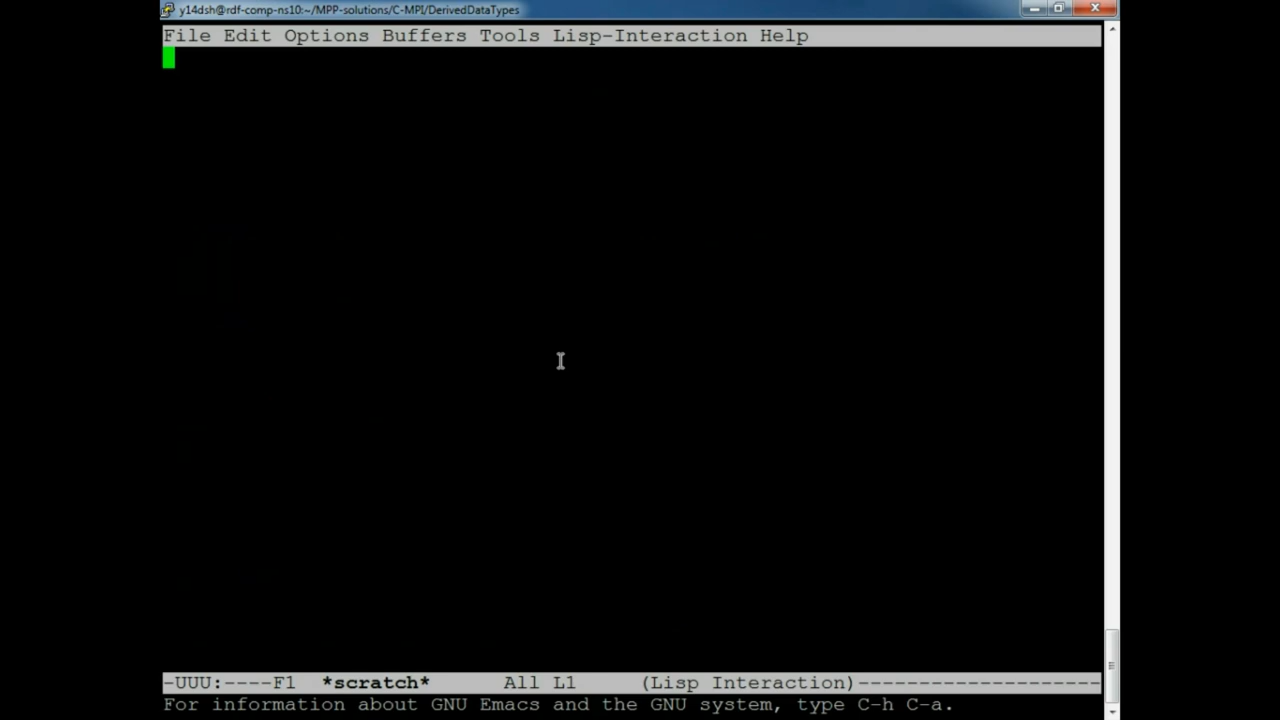 y14dsh@rdf-comp-ns10:~/MPP-solutions/C-MPI/DerivedDataTypes
File Edit Options Buffers Tools Lisp-Interaction Help
-UUU:----F1  *scratch*      All L1     (Lisp Interaction)--------------------
For information about GNU Emacs and the GNU system, type C-h C-a.